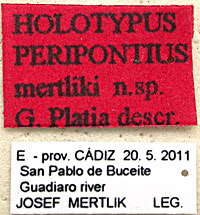 HOLOTYPUS
PERIPONTIUS
mertliki n.sp.
G. Platia descr.
E - prov. CÁDIZ 20. 5. 2011
San Pablo de Buceite
Guadiaro river
JOSEF MERTLIK LEG.